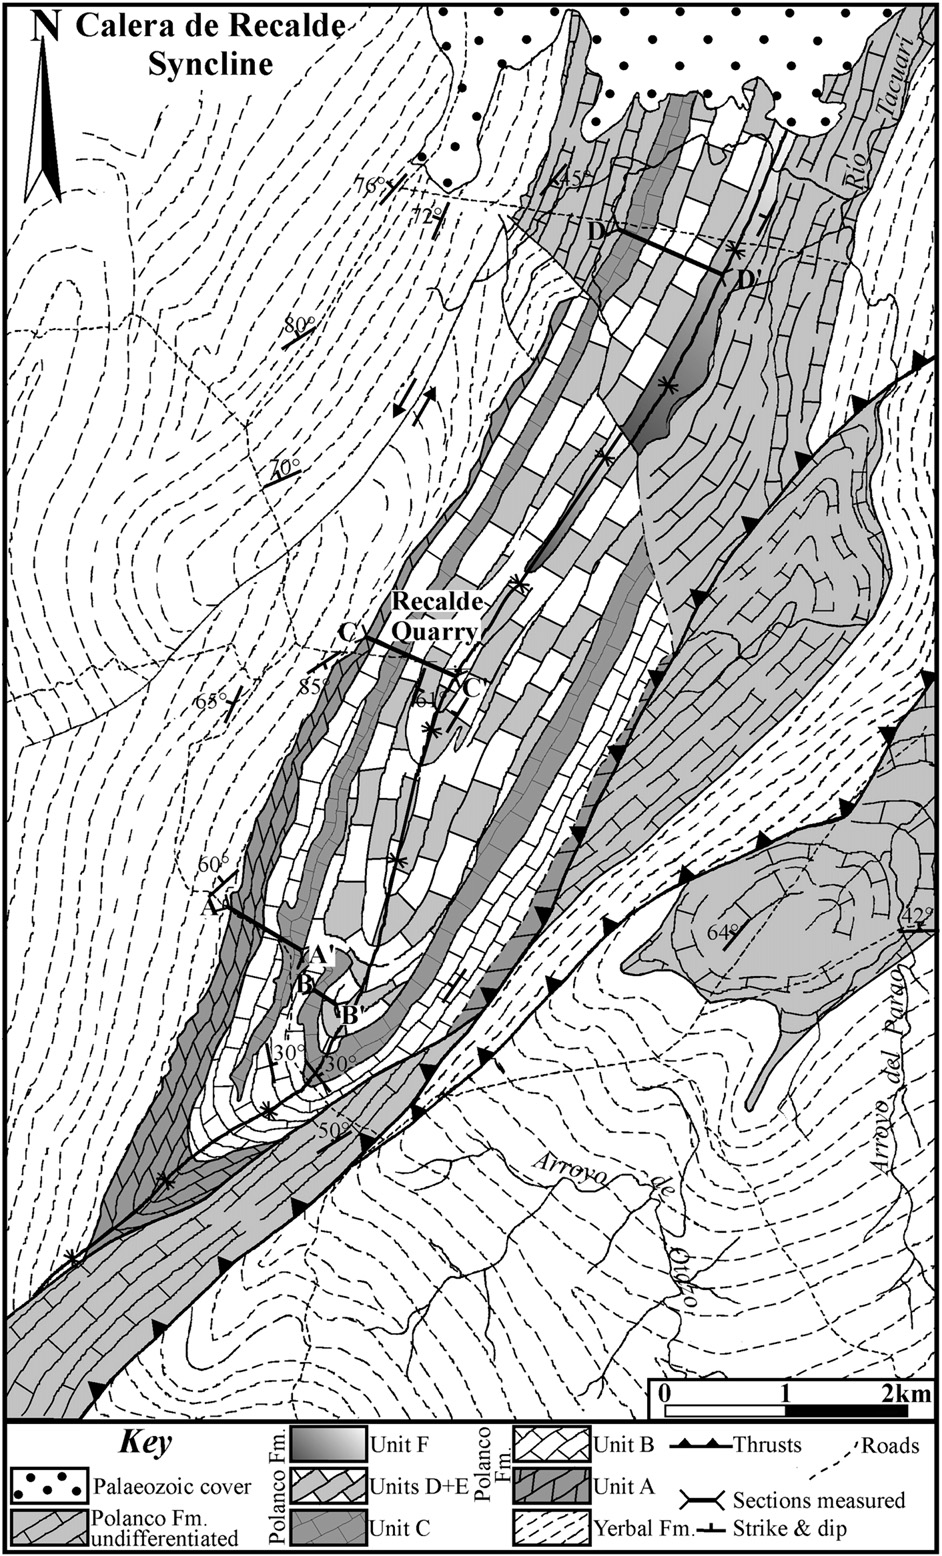 N Calera de Recalde
Syncline
Río Tacuarí
76°
45°
72°
D
D'
80°
70°
Recalde
Quarry
C
C'
85°
61°
65°
60°
A
A'
B
B'
64°
42°
30°
30°
50°
Arroyo del Parao
Arroyo de Otazo
0 1 2km
Key
Palaeozoic cover
Polanco Fm.
undifferentiated
Polanco Fm.
Unit F
Units D+E
Unit C
Polanco
Fm.
Unit B
Unit A
Yerbal Fm.
Thrusts
Roads
Sections measured
Strike & dip